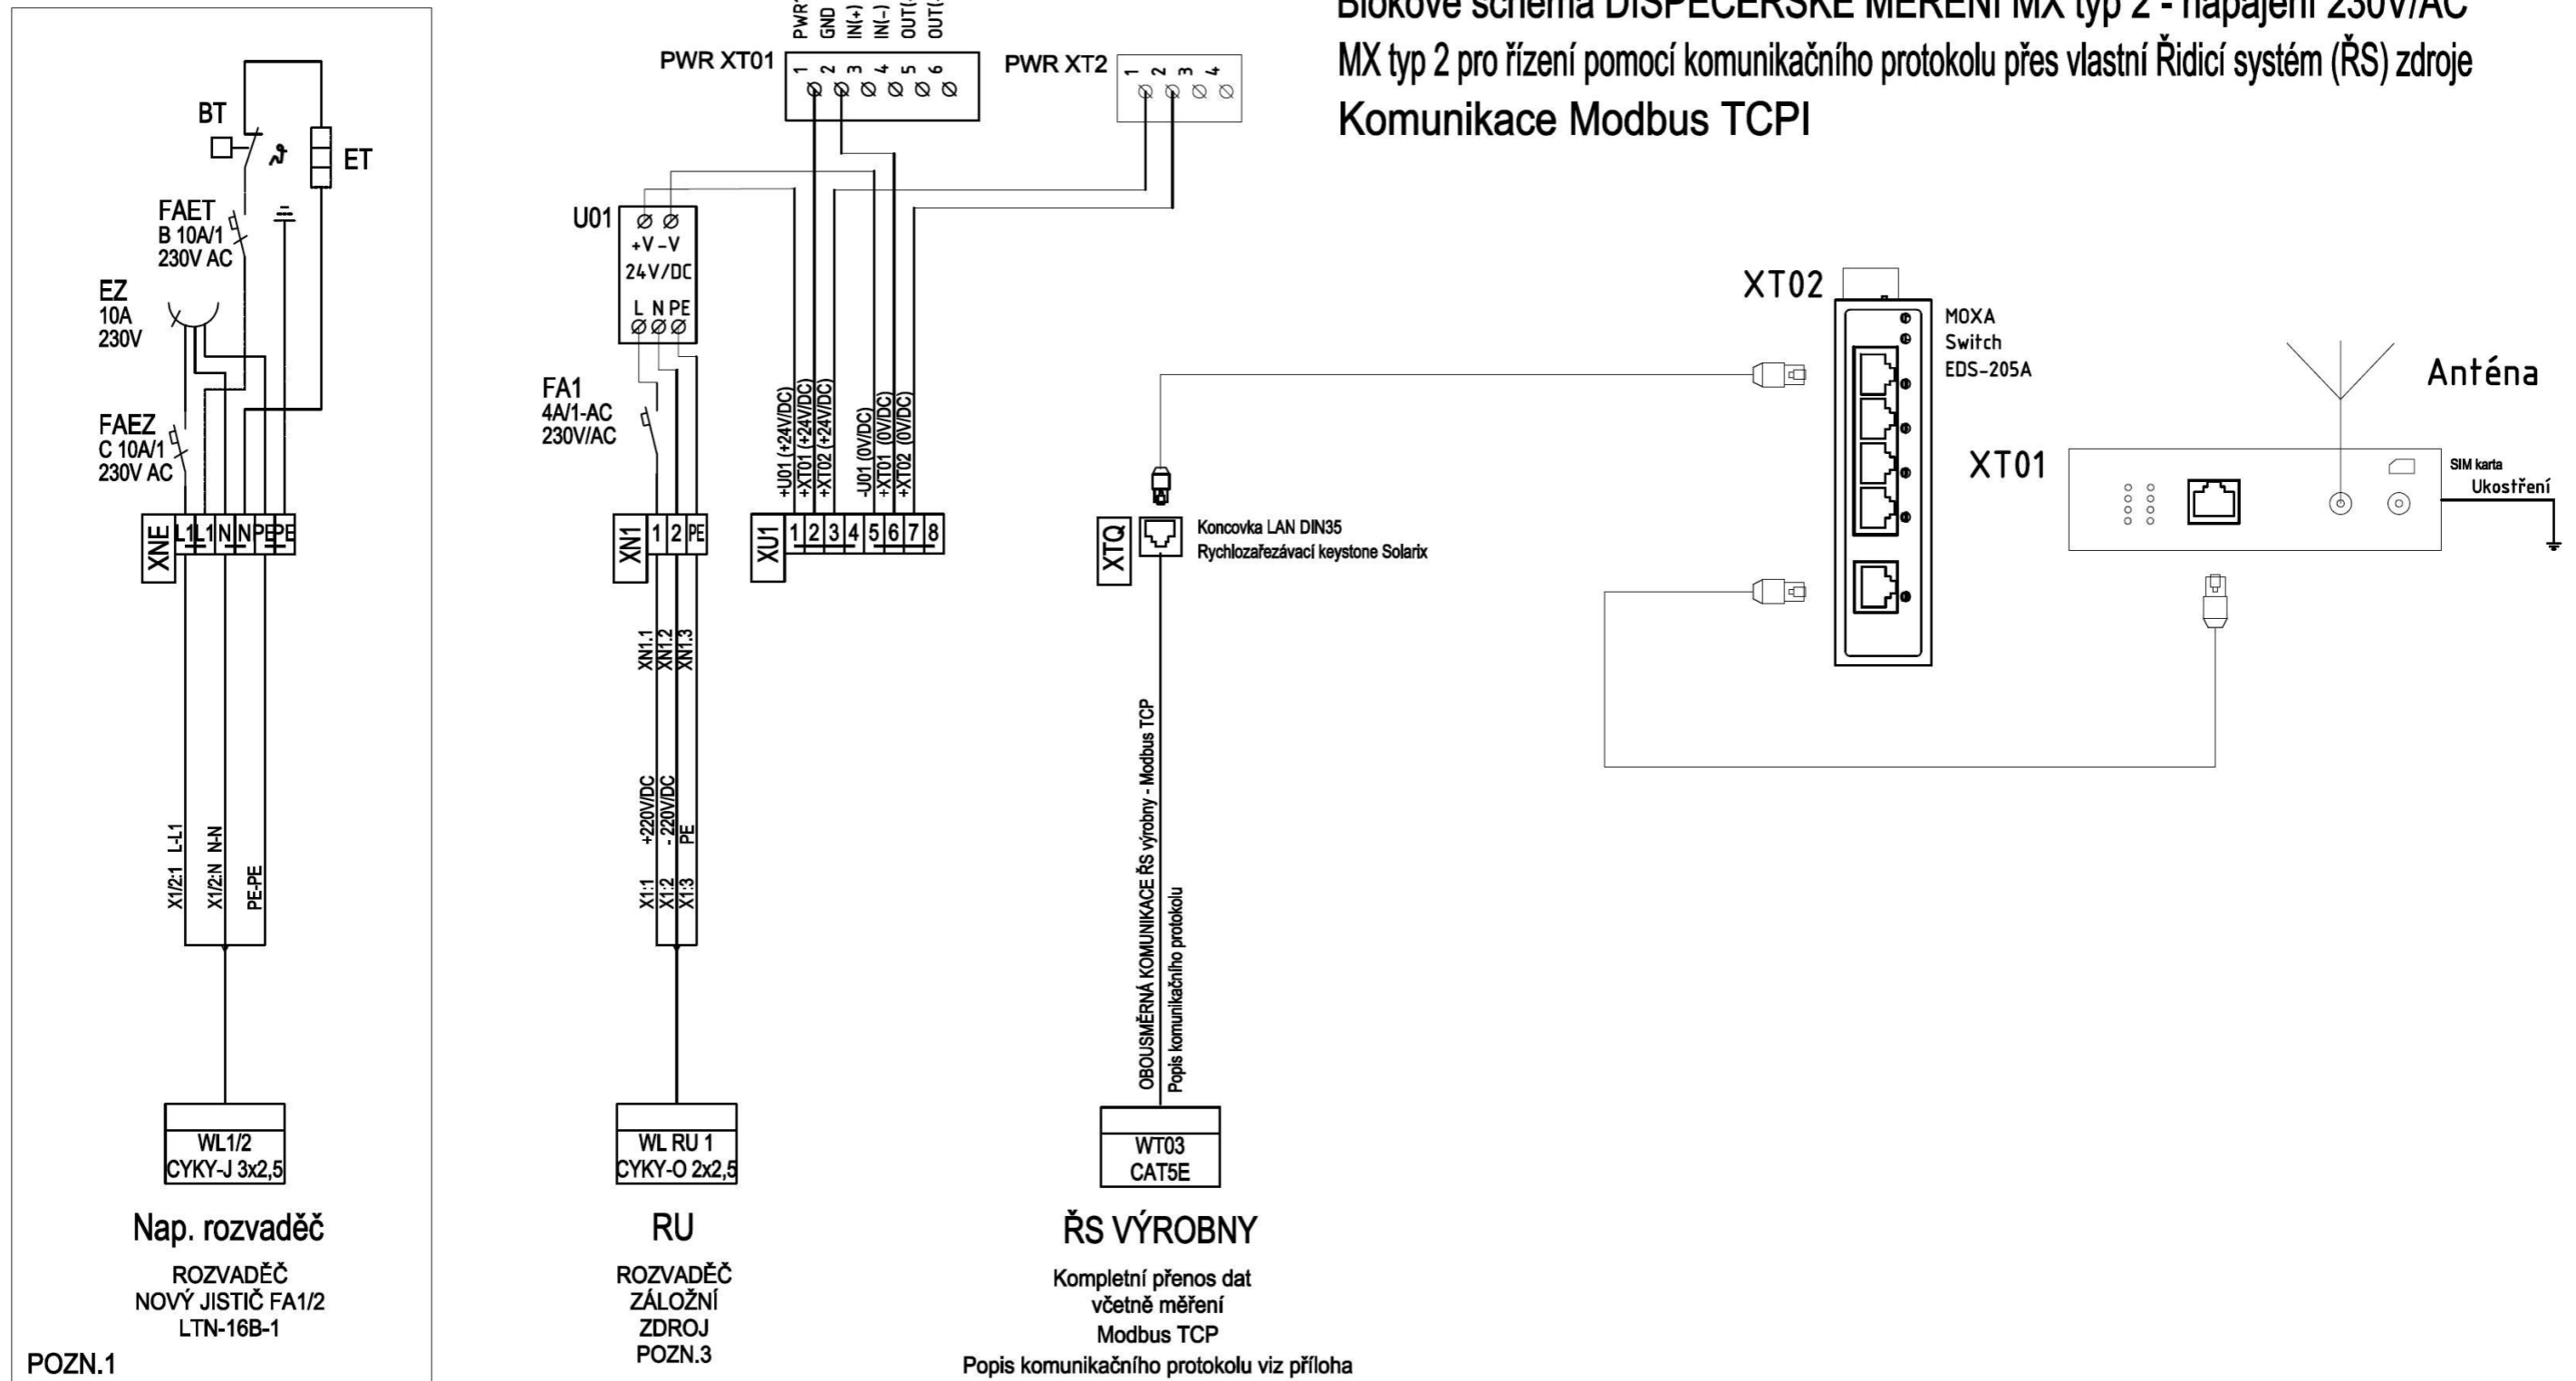 Blokové schéma DISPEČERSKÉ MĚŘENÍ MX typ 2 - napájení 230V/AC
MX typ 2 pro řízení pomocí komunikačního protokolu přes vlastní Řidicí systém (ŘS) zdroje
Komunikace Modbus TCPI
BT
ET
FAET
B 10A/1
230V AC
EZ
10A
230V
FAEZ
C 10A/1
230V AC
XNE
L1 L1 N N PE PE
X1/2:1 L-L1
X1/2:N N-N
PE-PE
WL1/2
CYKY-J 3x2,5
Nap. rozvaděč
ROZVADĚČ
NOVÝ JISTIČ FA1/2
LTN-16B-1
POZN.1
PWR XT01
GND
IN(+)
IN(-)
1 2 3 4 5 6
PWR XT2
1 2 3 4
U01
+V -V
24V/DC
L N PE
FA1
4A/1-AC
230V/AC
+U01 (+24V/DC)
+XT01 (+24V/DC)
+XT02 (+24V/DC)
-U01 (0V/DC)
+XT01 (0V/DC)
+XT02 (0V/DC)
XN1
1 2 PE
XU1
1 2 3 4 5 6 7 8
XN1.1
XN1.2
XN1.3
+220V/DC
- 220V/DC
PE
X1:1
X1:2
X1:3
WL RU 1
CYKY-O 2x2,5
RU
ROZVADĚČ
ZÁLOŽNÍ
ZDROJ
POZN.3
XTQ
Koncovka LAN DIN35
Rychlozařezávací keystone Solarix
OBOUSMĚRNÁ KOMUNIKACE ŘS výrobny - Modbus TCP
Popis komunikačního protokolu
WT03
CAT5E
ŘS VÝROBNY
Kompletní přenos dat
včetně měření
Modbus TCP
Popis komunikačního protokolu viz příloha
XT02
MOXA
Switch
EDS-205A
XT01
Anténa
SIM karta
Ukostření